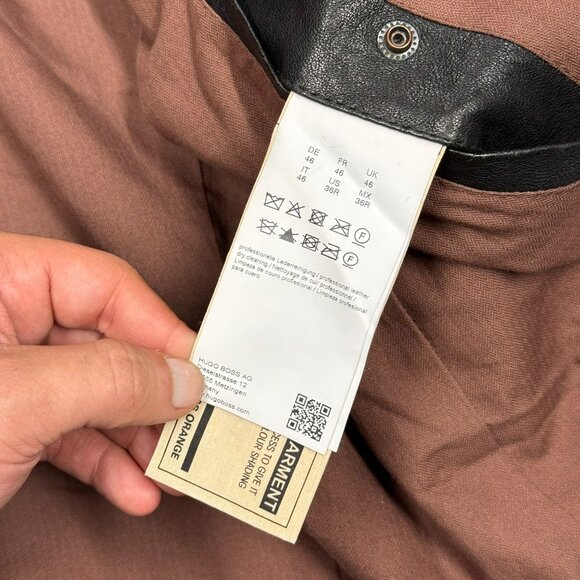 DE FR UK
46 46 46
IT US MX
46 36R 36R
F
F
professionelle Lederreinigung / professional leather
dry cleaning / Nettoyage de cuir professionnel /
Limpeza de couro profissional / Limpieza profesional
para cuero
HUGO BOSS AG
Dieselstrasse 12
Metzingen
hugoboss.com
S ORANGE
ARMENT
CESS TO GIVE IT
LOUR SHADING